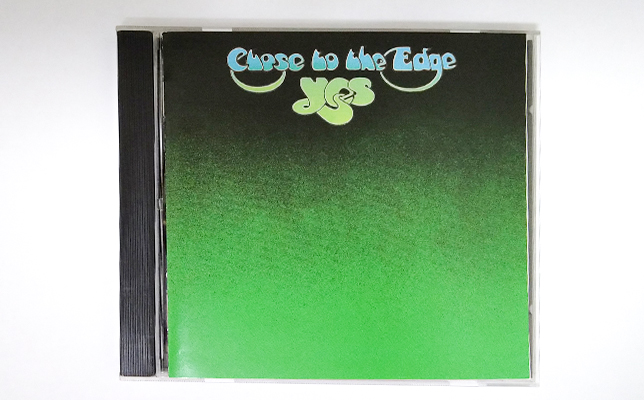 Close to the Edge
Yes